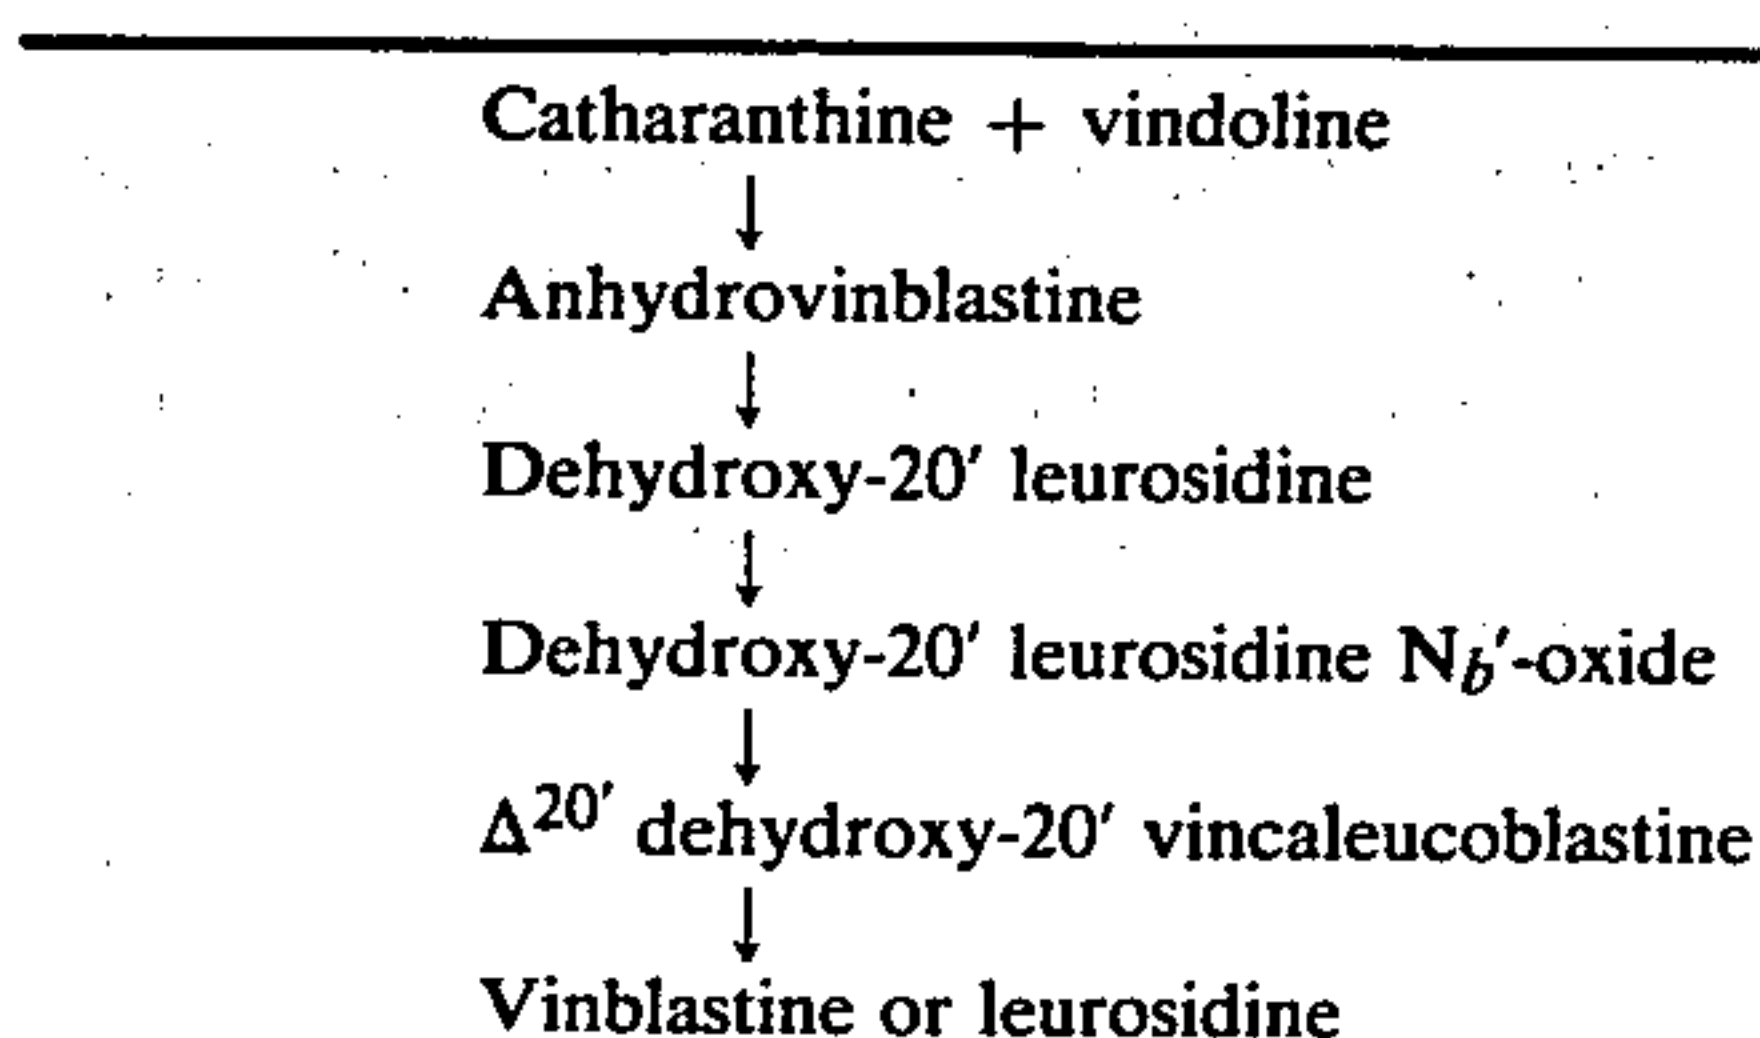 Catharanthine + vindoline
↓
Anhydrovinblastine
↓
Dehydroxy-20′ leurosidine
↓
Dehydroxy-20′ leurosidine N_b′-oxide
↓
Δ^20′ dehydroxy-20′ vincaleucoblastine
↓
Vinblastine or leurosidine